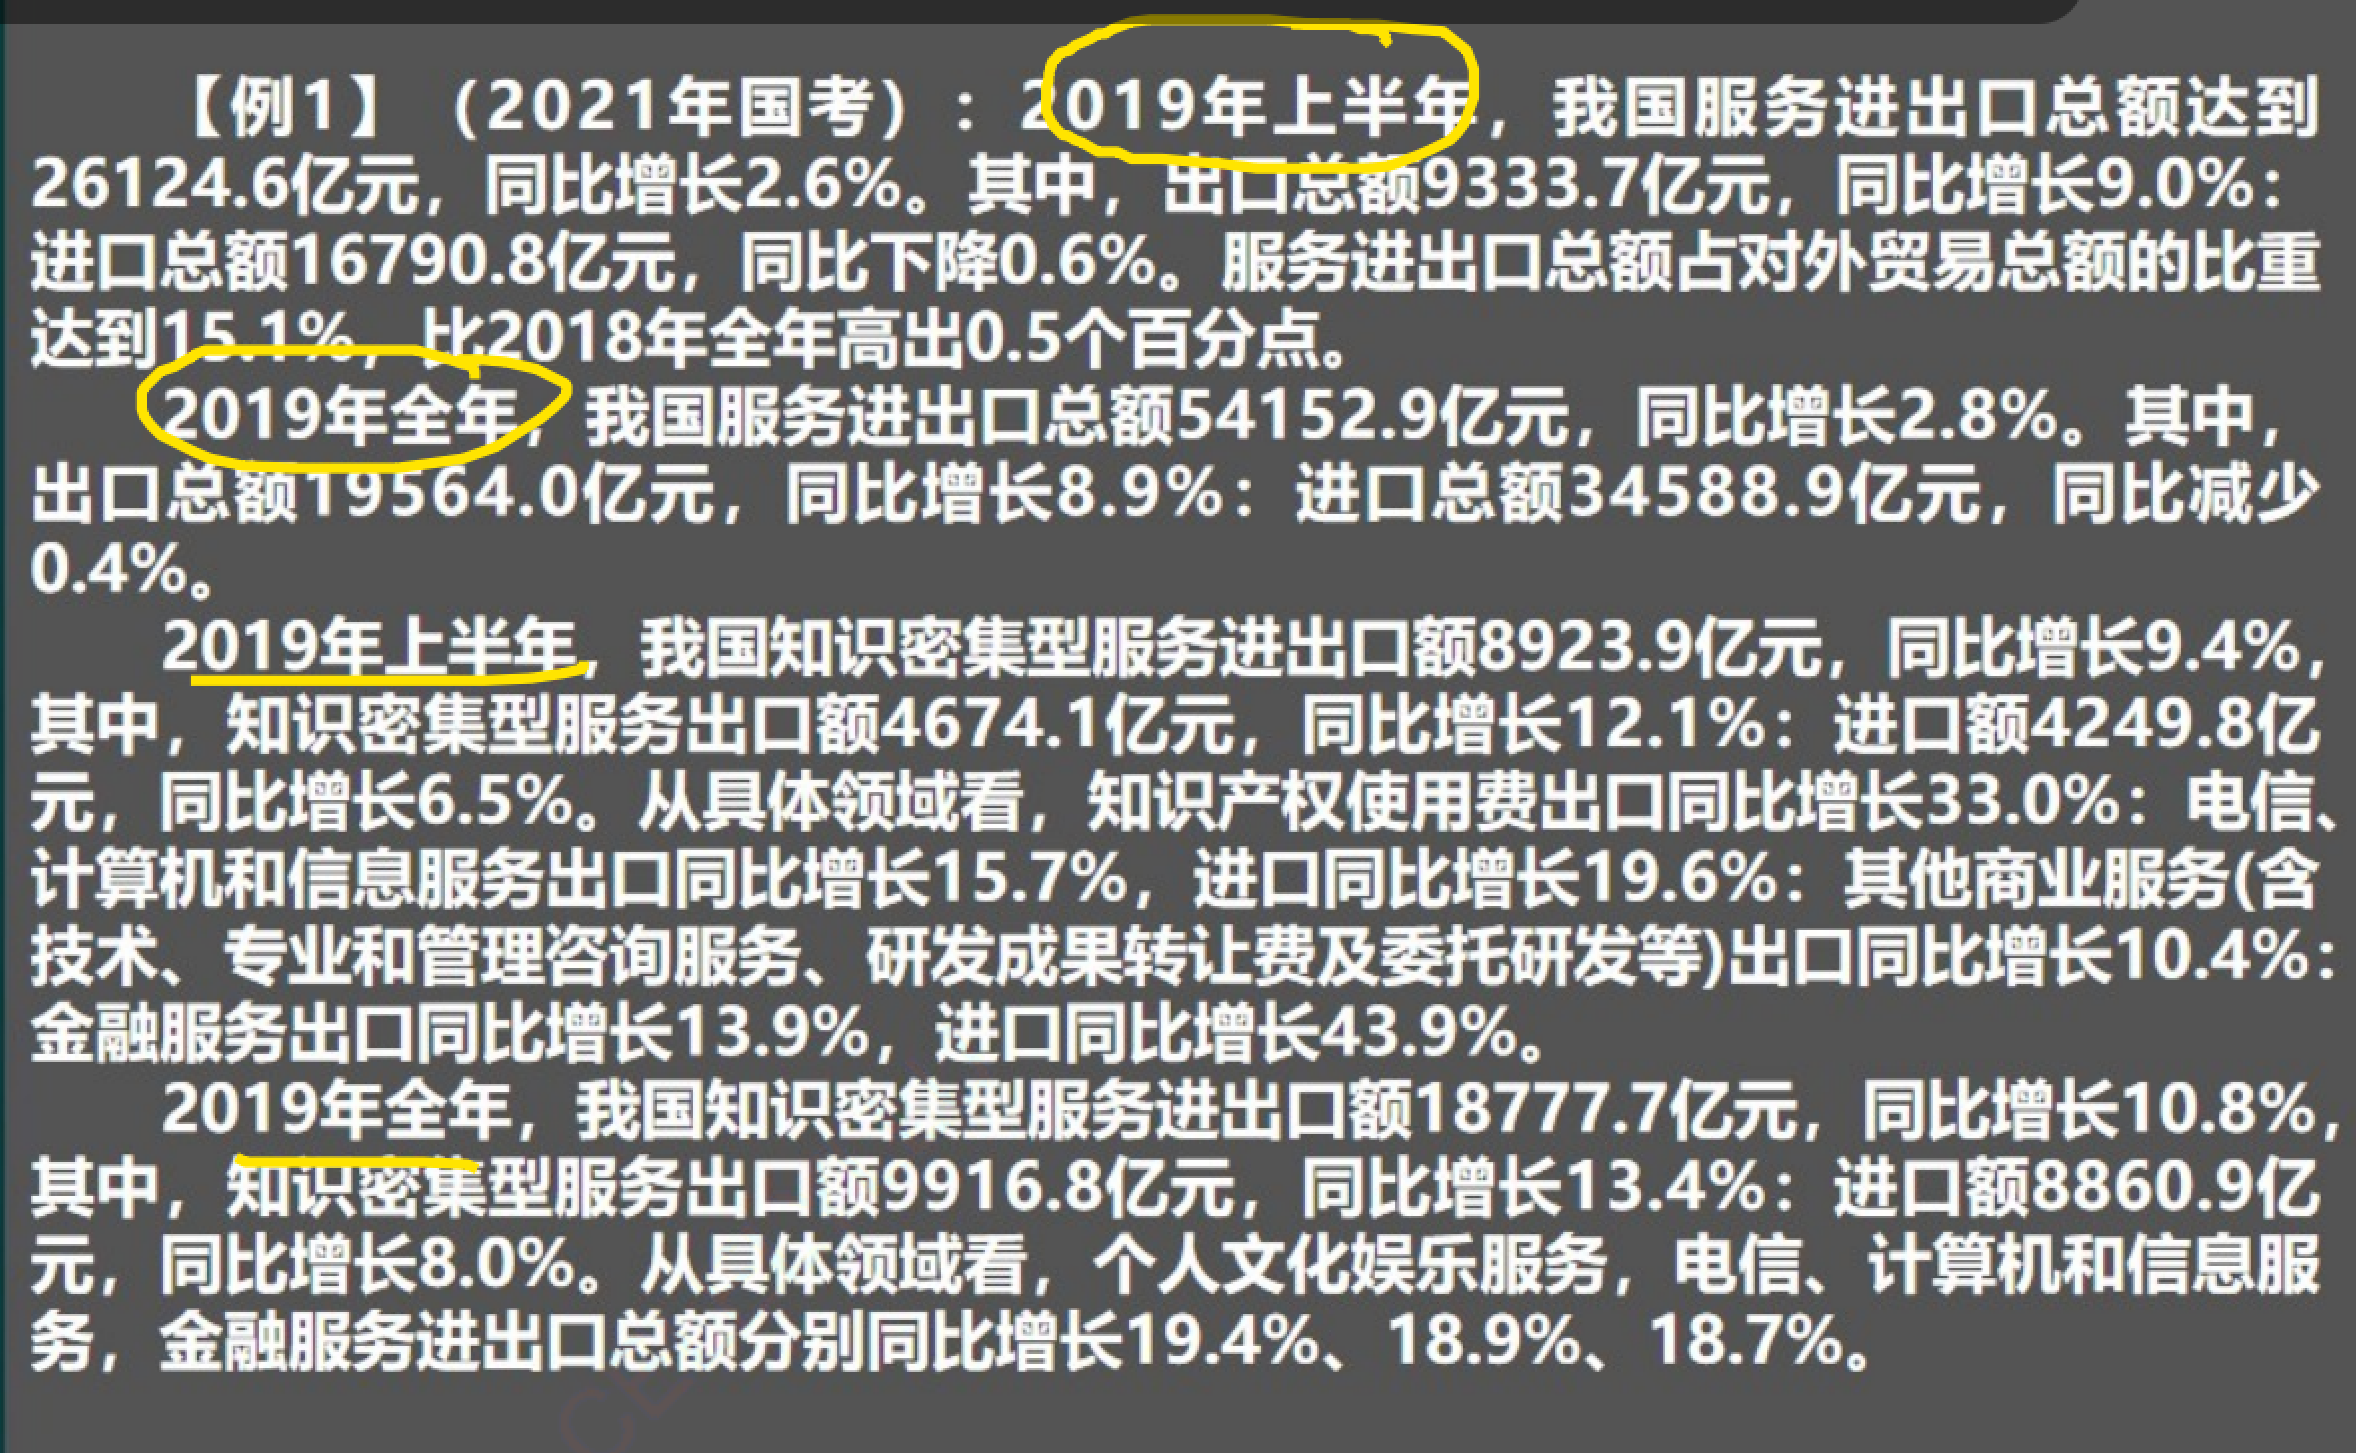 【例1】（2021年国考）：2019年上半年，我国服务进出口总额达到
26124.6亿元，同比增长2.6%。其中，出口总额9333.7亿元，同比增长9.0%：
进口总额16790.8亿元，同比下降0.6%。服务进出口总额占对外贸易总额的比重
达到15.1%，比2018年全年高出0.5个百分点。
2019年全年，我国服务进出口总额54152.9亿元，同比增长2.8%。其中，
出口总额19564.0亿元，同比增长8.9%：进口总额34588.9亿元，同比减少
0.4%。
2019年上半年，我国知识密集型服务进出口额8923.9亿元，同比增长9.4%，
其中，知识密集型服务出口额4674.1亿元，同比增长12.1%：进口额4249.8亿
元，同比增长6.5%。从具体领域看，知识产权使用费出口同比增长33.0%：电信、
计算机和信息服务出口同比增长15.7%，进口同比增长19.6%：其他商业服务(含
技术、专业和管理咨询服务、研发成果转让费及委托研发等)出口同比增长10.4%：
金融服务出口同比增长13.9%，进口同比增长43.9%。
2019年全年，我国知识密集型服务进出口额18777.7亿元，同比增长10.8%，
其中，知识密集型服务出口额9916.8亿元，同比增长13.4%：进口额8860.9亿
元，同比增长8.0%。从具体领域看，个人文化娱乐服务，电信、计算机和信息服
务，金融服务进出口总额分别同比增长19.4%、18.9%、18.7%。